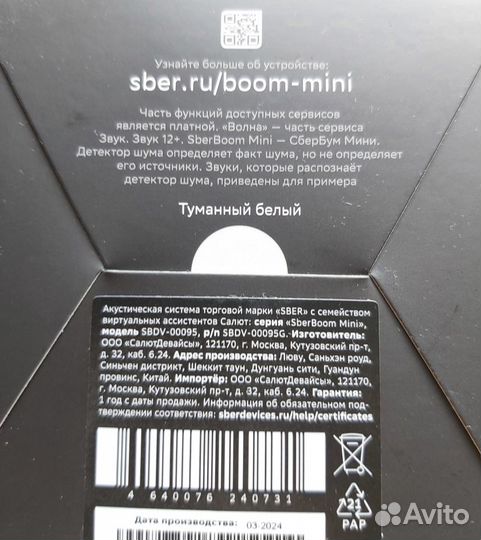 Узнайте больше об устройстве:
sber.ru/boom-mini
Часть функций доступных сервисов
является платной. «Волна» — часть сервиса
Звук. Звук 12+. SberBoom Mini — СберБум Мини.
Детектор шума определяет факт шума, но не определяет
его источники. Звуки, которые распознаёт
детектор шума, приведены для примера
Туманный белый
Акустическая система торговой марки «SBER» с семейством
виртуальных ассистентов Салют: серия «SberBoom Mini»,
модель SBDV-00095, p/n SBDV-00095G. Изготовитель:
ООО «СалютДевайсы», 121170, г. Москва, Кутузовский пр-т,
д. 32, каб. 6.24. Адрес производства: Люву, Саньхэн роуд,
Синьчен дистрикт, Шеккит таун, Дунгуань сити, Гуандун
провинс, Китай. Импортёр: ООО «СалютДевайсы», 121170,
г. Москва, Кутузовский пр-т, д. 32, каб. 6.24. Гарантия:
1 год с даты продажи. Информация об обязательном под-
тверждении соответствия: sberdevices.ru/help/certificates
4 640076 240731
21
PAP
Дата производства: 03-2024
Avito